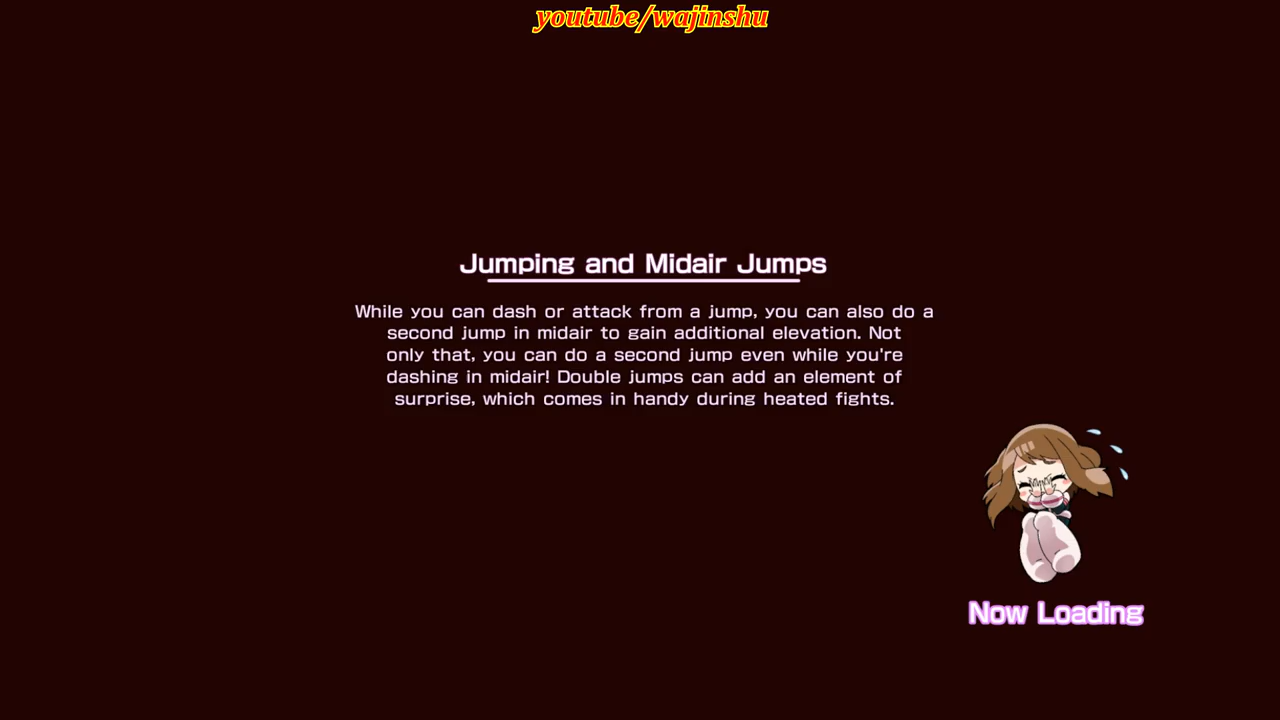 youtube/wajinshu
Jumping and Midair Jumps
While you can dash or attack from a jump, you can also do a
second jump in midair to gain additional elevation. Not
only that, you can do a second jump even while you're
dashing in midair! Double jumps can add an element of
surprise, which comes in handy during heated fights.
Now Loading